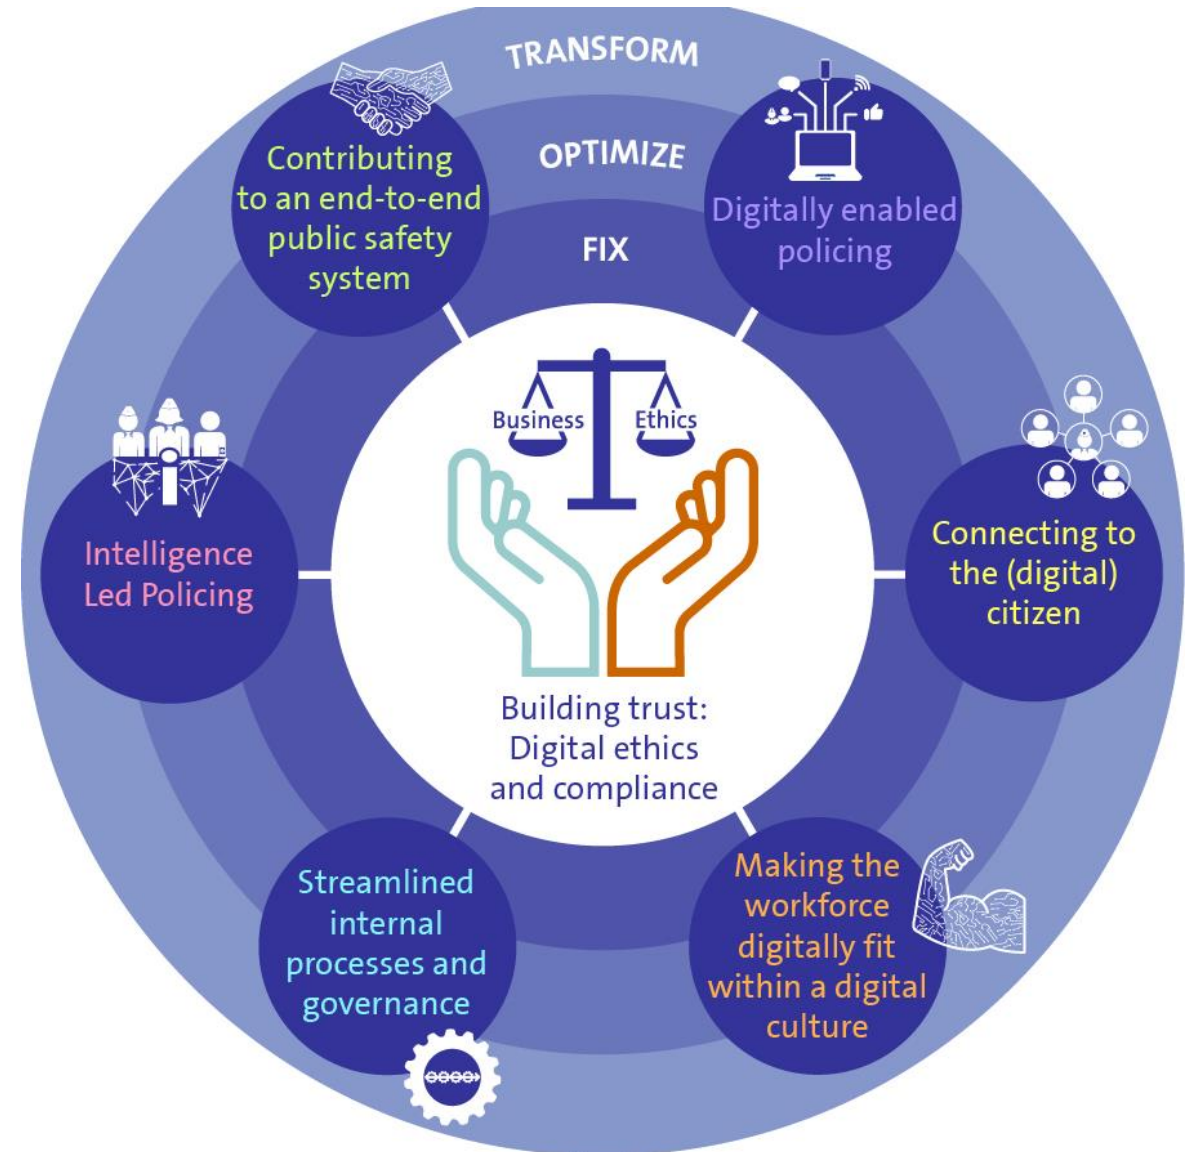 TRANSFORM
OPTIMIZE
FIX
Contributing
to an end-to-end
public safety
system
Digitally enabled
policing
Intelligence
Led Policing
Business
Ethics
Building trust:
Digital ethics
and compliance
Connecting to
the (digital)
citizen
Streamlined
internal
processes and
governance
Making the
workforce
digitally fit
within a digital
culture